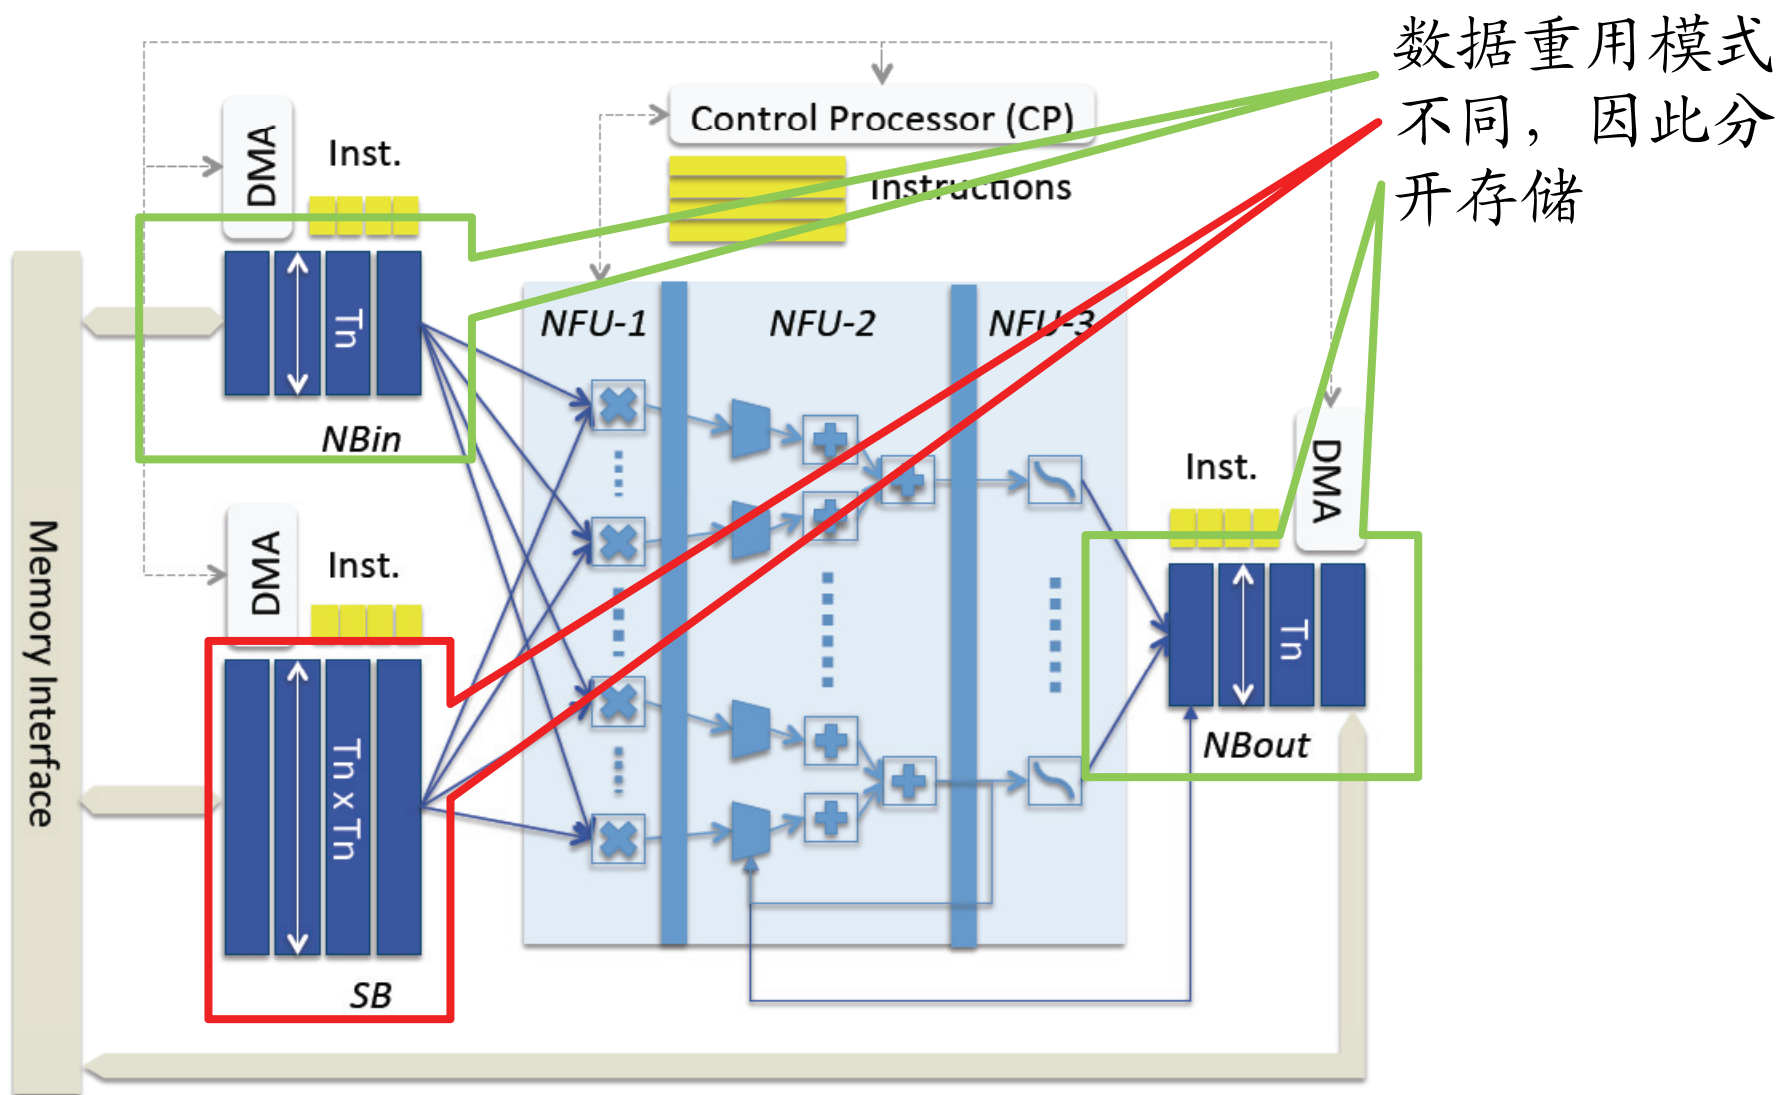 数据重用模式
不同，因此分
开存储
Control Processor (CP)
Instructions
DMA
Inst.
Tn
NBin
NFU-1
NFU-2
NFU-3
Memory Interface
DMA
Inst.
Tn x Tn
SB
Inst.
DMA
Tn
NBout